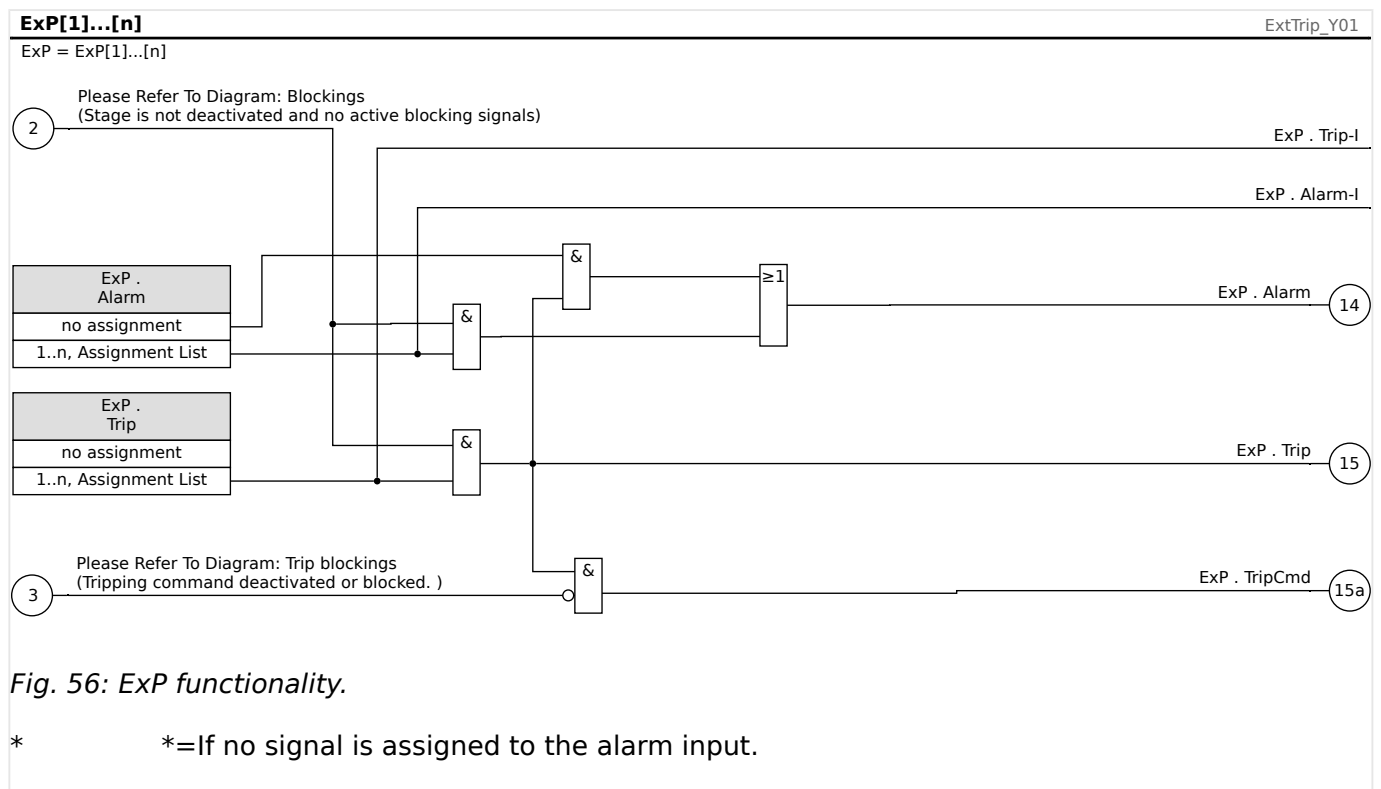 ExP[1]...[n]
ExtTrip_Y01
ExP = ExP[1]...[n]
Please Refer To Diagram: Blockings
(Stage is not deactivated and no active blocking signals)
2
ExP . Trip-I
ExP . Alarm-I
&
≥1
ExP .
Alarm
no assignment
1..n, Assignment List
&
ExP . Alarm
14
ExP .
Trip
no assignment
1..n, Assignment List
&
ExP . Trip
15
Please Refer To Diagram: Trip blockings
(Tripping command deactivated or blocked. )
3
&
ExP . TripCmd
15a
Fig. 56: ExP functionality.
* *=If no signal is assigned to the alarm input.